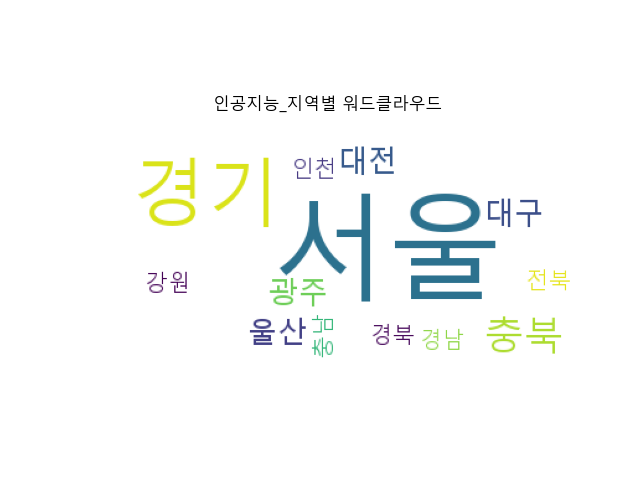 인공지능_지역별 워드클라우드
경기
인천
대전
서울
대구
강원
광주
전북
울산
충남
경북
경남
충북